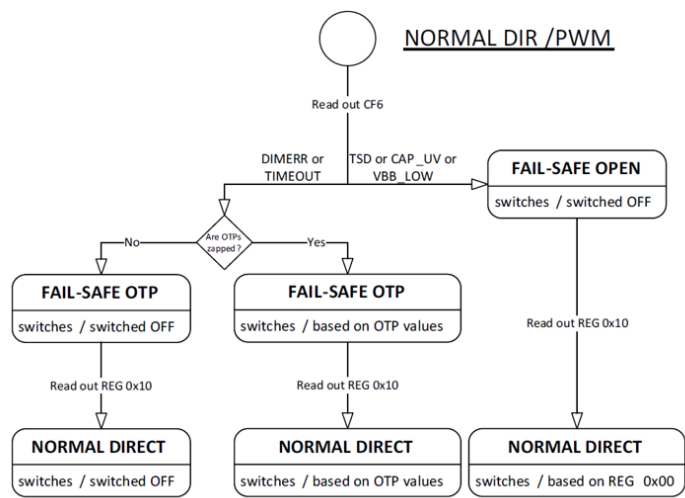 NORMAL DIR /PWM
Read out CF6
DIMERR or
TIMEOUT
TSD or CAP_UV or
VBB_LOW
FAIL-SAFE OPEN
switches / switched OFF
Are OTPs
zapped ?
No
Yes
FAIL-SAFE OTP
switches / switched OFF
FAIL-SAFE OTP
switches / based on OTP values
Read out REG 0x10
Read out REG 0x10
Read out REG 0x10
NORMAL DIRECT
switches / switched OFF
NORMAL DIRECT
switches / based on OTP values
NORMAL DIRECT
switches / based on REG 0x00